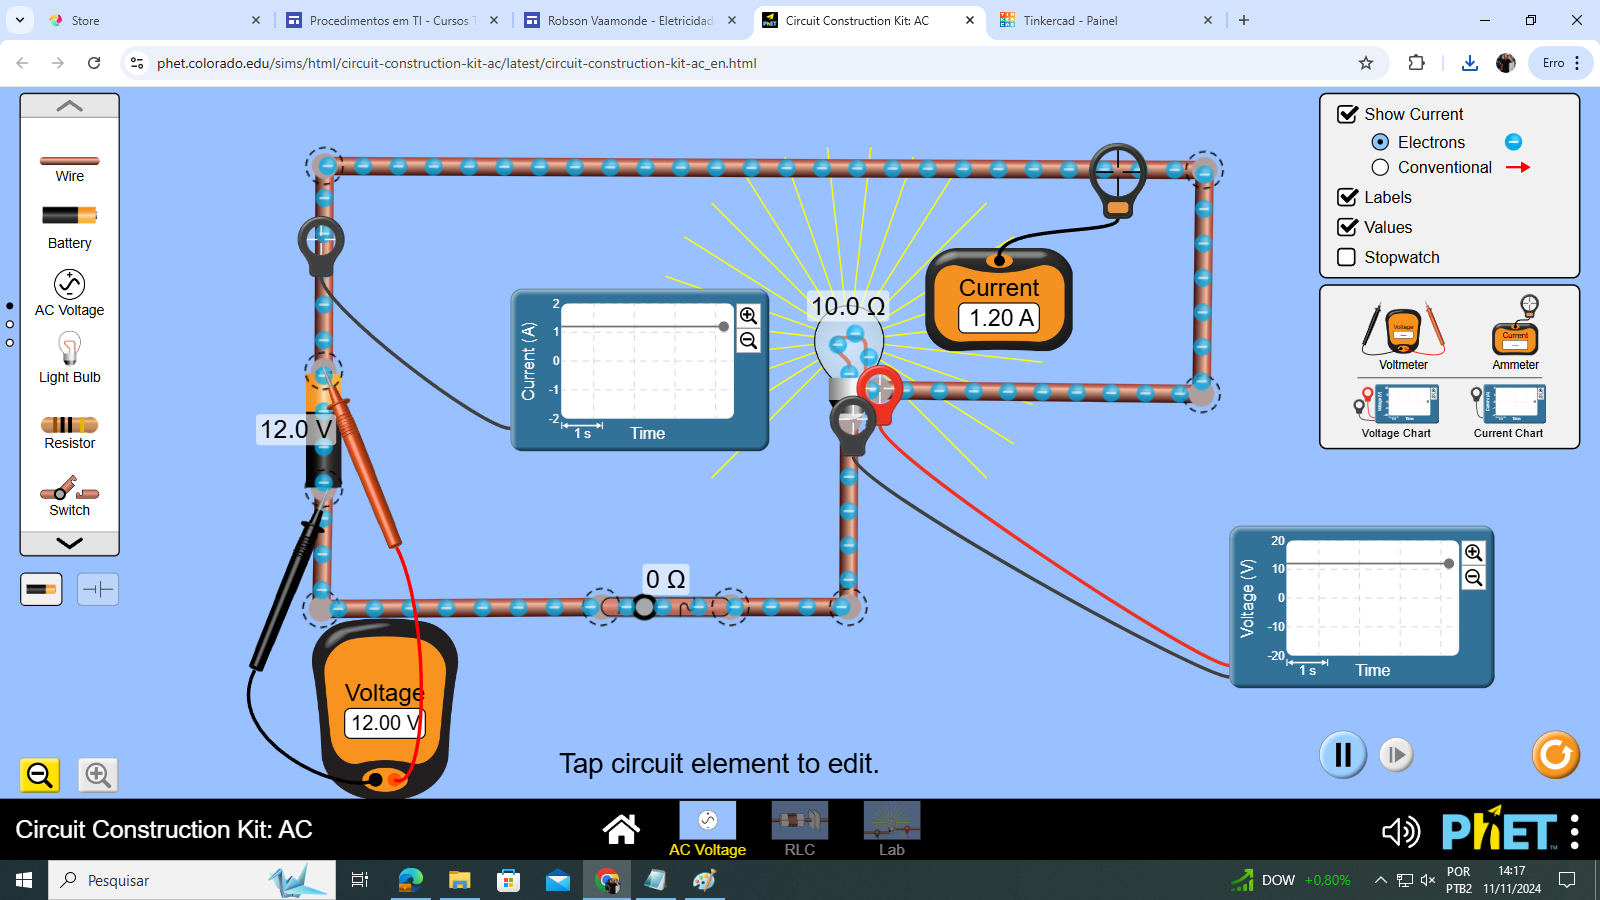 Store
Procedimentos em TI - Cursos T
Robson Vaamonde - Eletricidad
Circuit Construction Kit: AC
Tinkercad - Painel
phet.colorado.edu/sims/html/circuit-construction-kit-ac/latest/circuit-construction-kit-ac_en.html
Erro
Wire
Battery
AC Voltage
Light Bulb
Resistor
Switch
12.0 V
Current (A)
2
1
0
-1
-2
1 s
Time
10.0 Ω
Current
1.20 A
0 Ω
Voltage
12.00 V
Show Current
Electrons
Conventional
Labels
Values
Stopwatch
Voltage
Current
Voltmeter
Ammeter
Voltage Chart
Current Chart
Voltage (V)
20
10
0
-10
-20
1 s
Time
Tap circuit element to edit.
Circuit Construction Kit: AC
AC Voltage
RLC
Lab
PhET
Pesquisar
DOW +0,80%
POR
PTB2
14:17
11/11/2024